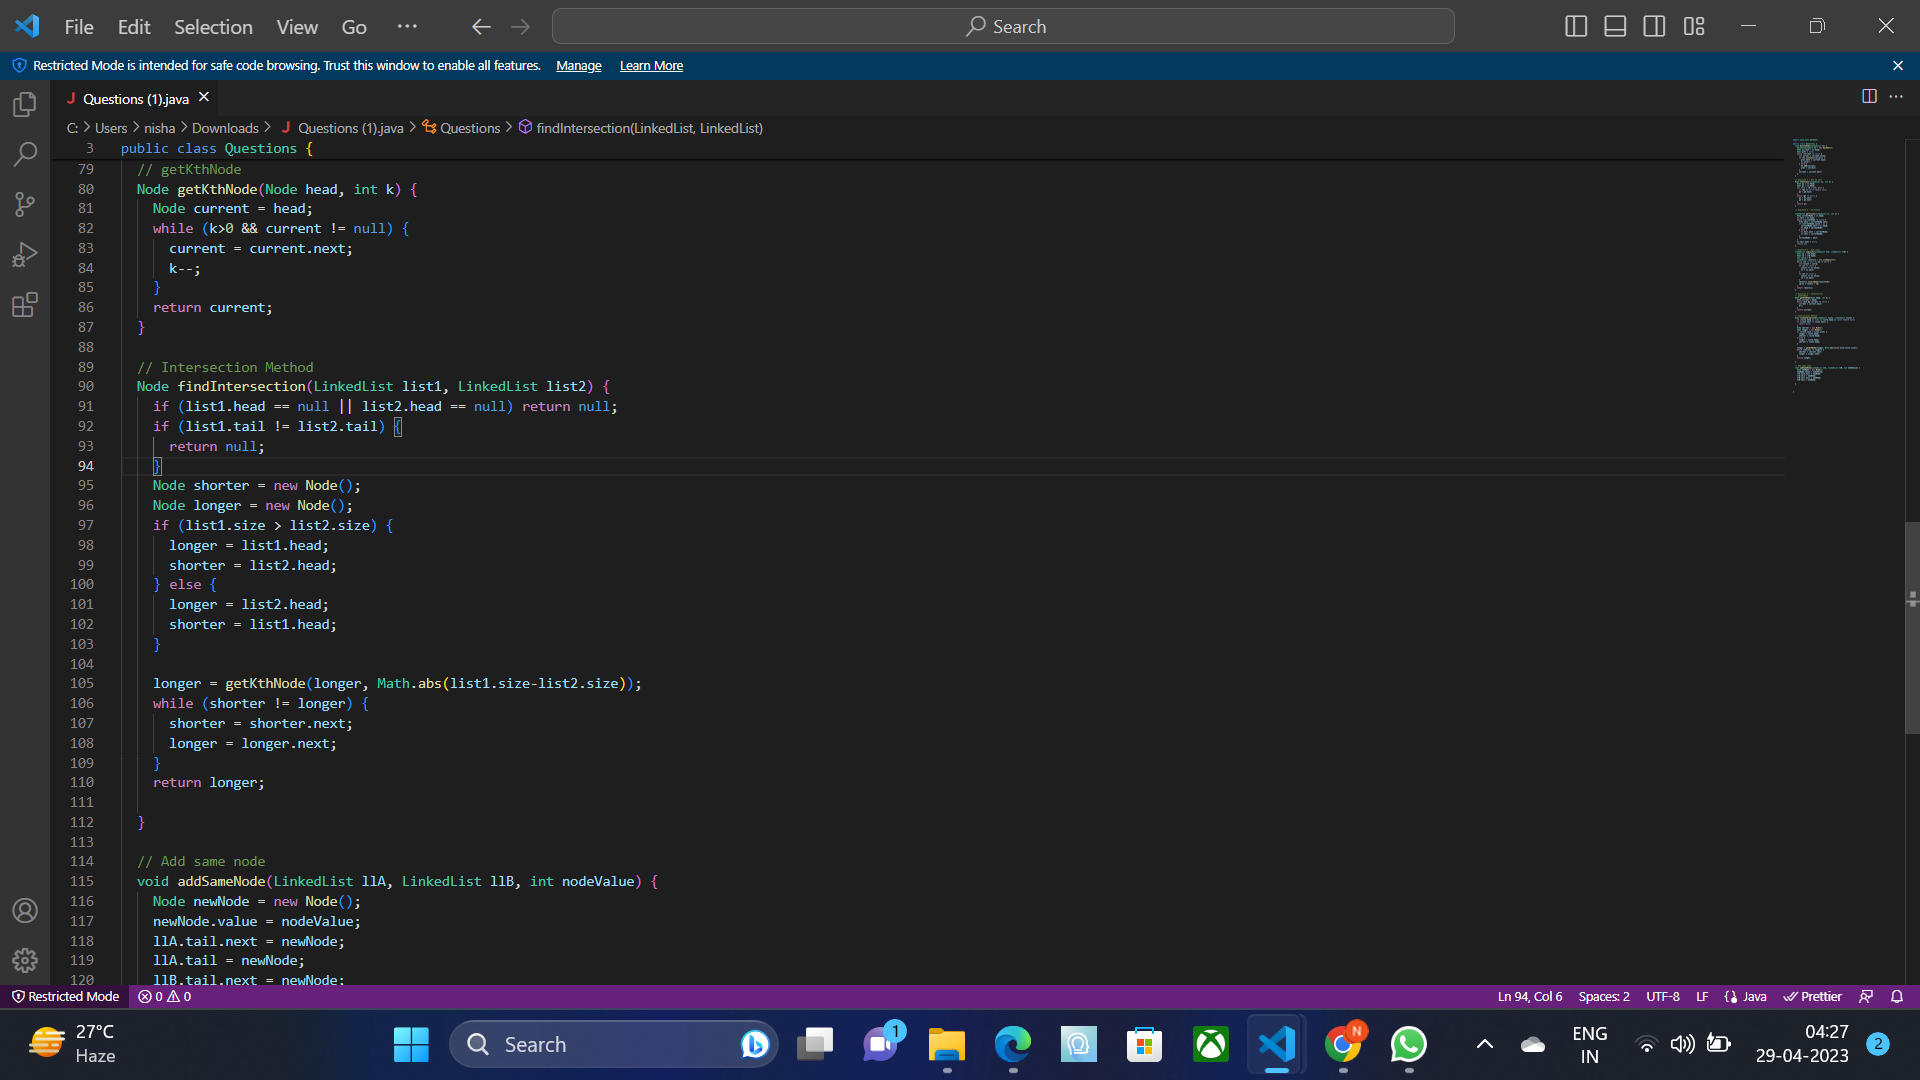 File Edit Selection View Go ··· Search
Restricted Mode is intended for safe code browsing. Trust this window to enable all features. Manage Learn More
J Questions (1).java
C: > Users > nisha > Downloads > J Questions (1).java > Questions > findIntersection(LinkedList, LinkedList)
3 public class Questions {
79 // getKthNode
80 Node getKthNode(Node head, int k) {
81 Node current = head;
82 while (k>0 && current != null) {
83 current = current.next;
84 k--;
85 }
86 return current;
87 }
88
89 // Intersection Method
90 Node findIntersection(LinkedList list1, LinkedList list2) {
91 if (list1.head == null || list2.head == null) return null;
92 if (list1.tail != list2.tail) {
93 return null;
94 }
95 Node shorter = new Node();
96 Node longer = new Node();
97 if (list1.size > list2.size) {
98 longer = list1.head;
99 shorter = list2.head;
100 } else {
101 longer = list2.head;
102 shorter = list1.head;
103 }
104
105 longer = getKthNode(longer, Math.abs(list1.size-list2.size));
106 while (shorter != longer) {
107 shorter = shorter.next;
108 longer = longer.next;
109 }
110 return longer;
111
112 }
113
114 // Add same node
115 void addSameNode(LinkedList llA, LinkedList llB, int nodeValue) {
116 Node newNode = new Node();
117 newNode.value = nodeValue;
118 llA.tail.next = newNode;
119 llA.tail = newNode;
120 llB.tail.next = newNode;
Restricted Mode 0 0 Ln 94, Col 6 Spaces: 2 UTF-8 LF {} Java Prettier
27°C
Haze
Search
1
N
ENG
IN
04:27
29-04-2023
2